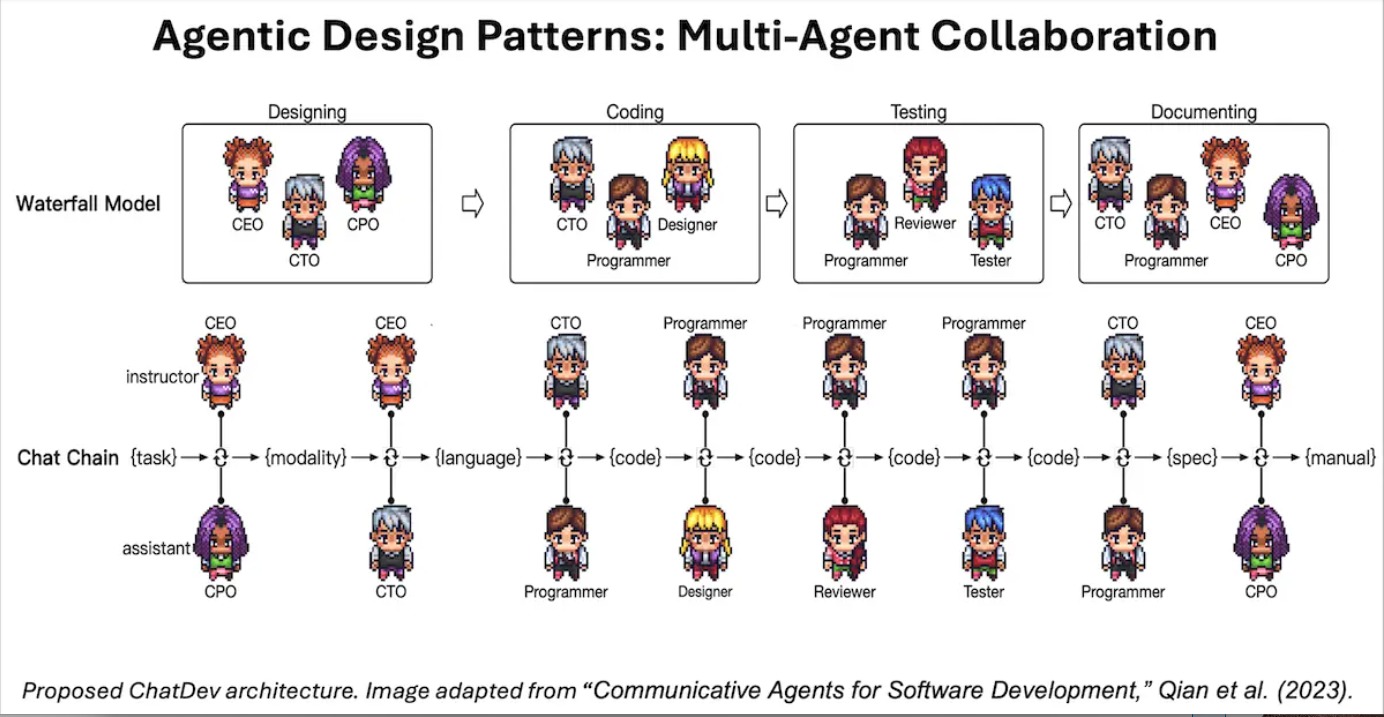 Agentic Design Patterns: Multi-Agent Collaboration
Designing Coding Testing Documenting
Waterfall Model
CEO CPO CTO Designer Reviewer CTO CEO
CTO Programmer Programmer Tester Programmer CPO
CEO CEO CTO Programmer Programmer Programmer CTO CEO
instructor
Chat Chain {task} {modality} {language} {code} {code} {code} {code} {spec} {manual}
assistant
CPO CTO Programmer Designer Reviewer Tester Programmer CPO
Proposed ChatDev architecture. Image adapted from “Communicative Agents for Software Development,” Qian et al. (2023).